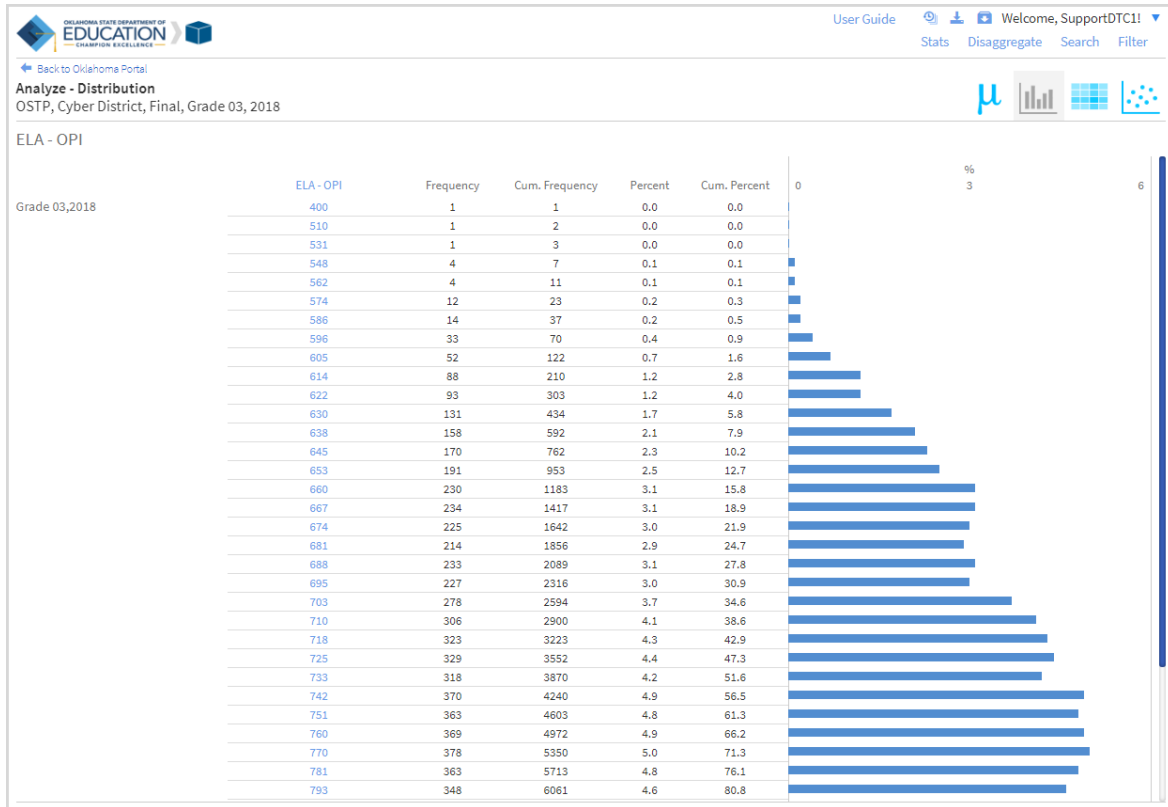 OKLAHOMA STATE DEPARTMENT OF
EDUCATION
CHAMPION EXCELLENCE
User Guide Welcome, SupportDTC1!
Stats Disaggregate Search Filter
Back to Oklahoma Portal
Analyze - Distribution
OSTP, Cyber District, Final, Grade 03, 2018
μ
ELA - OPI
%
ELA - OPI Frequency Cum. Frequency Percent Cum. Percent 0 3 6
Grade 03,2018 400 1 1 0.0 0.0
510 1 2 0.0 0.0
531 1 3 0.0 0.0
548 4 7 0.1 0.1
562 4 11 0.1 0.1
574 12 23 0.2 0.3
586 14 37 0.2 0.5
596 33 70 0.4 0.9
605 52 122 0.7 1.6
614 88 210 1.2 2.8
622 93 303 1.2 4.0
630 131 434 1.7 5.8
638 158 592 2.1 7.9
645 170 762 2.3 10.2
653 191 953 2.5 12.7
660 230 1183 3.1 15.8
667 234 1417 3.1 18.9
674 225 1642 3.0 21.9
681 214 1856 2.9 24.7
688 233 2089 3.1 27.8
695 227 2316 3.0 30.9
703 278 2594 3.7 34.6
710 306 2900 4.1 38.6
718 323 3223 4.3 42.9
725 329 3552 4.4 47.3
733 318 3870 4.2 51.6
742 370 4240 4.9 56.5
751 363 4603 4.8 61.3
760 369 4972 4.9 66.2
770 378 5350 5.0 71.3
781 363 5713 4.8 76.1
793 348 6061 4.6 80.8